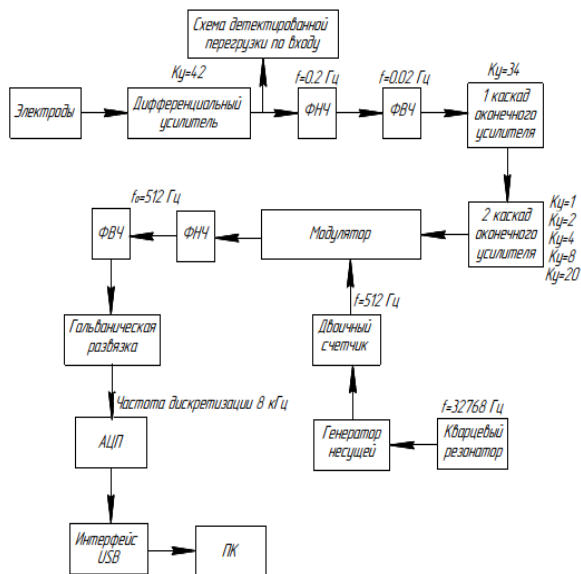 Схема детектированной
перегрузки по входу
Ку=42
f=0.2 Гц
f=0.02 Гц
Ку=34
Электроды
Дифференциальный
усилитель
ФНЧ
ФВЧ
1 каскад
оконечного
усилителя
f₀=512 Гц
ФВЧ
ФНЧ
Модулятор
2 каскад
оконечного
усилителя
Ку=1
Ку=2
Ку=4
Ку=8
Ку=20
f=512 Гц
Гальваническая
развязка
Двоичный
счетчик
Частота дискретизации 8 кГц
f=32768 Гц
АЦП
Генератор
несущей
Кварцевый
резонатор
Интерфейс
USB
ПК